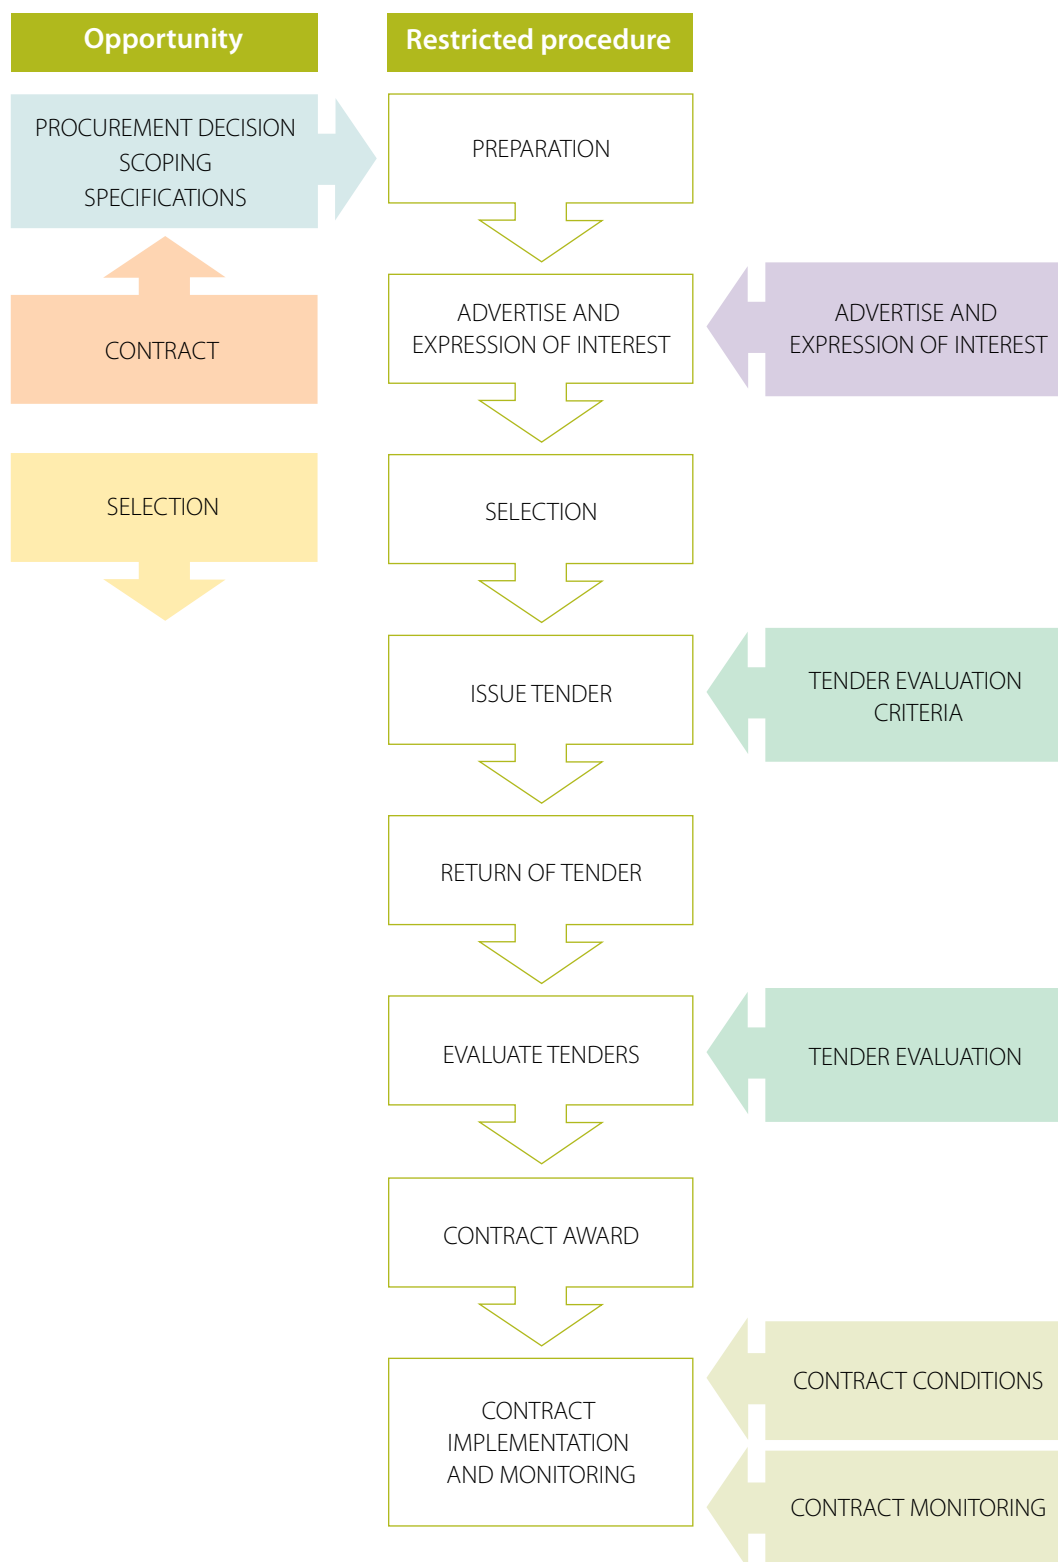 Opportunity
Restricted procedure
PROCUREMENT DECISION
SCOPING
SPECIFICATIONS
PREPARATION
CONTRACT
ADVERTISE AND
EXPRESSION OF INTEREST
ADVERTISE AND
EXPRESSION OF INTEREST
SELECTION
SELECTION
ISSUE TENDER
TENDER EVALUATION
CRITERIA
RETURN OF TENDER
EVALUATE TENDERS
TENDER EVALUATION
CONTRACT AWARD
CONTRACT
IMPLEMENTATION
AND MONITORING
CONTRACT CONDITIONS
CONTRACT MONITORING